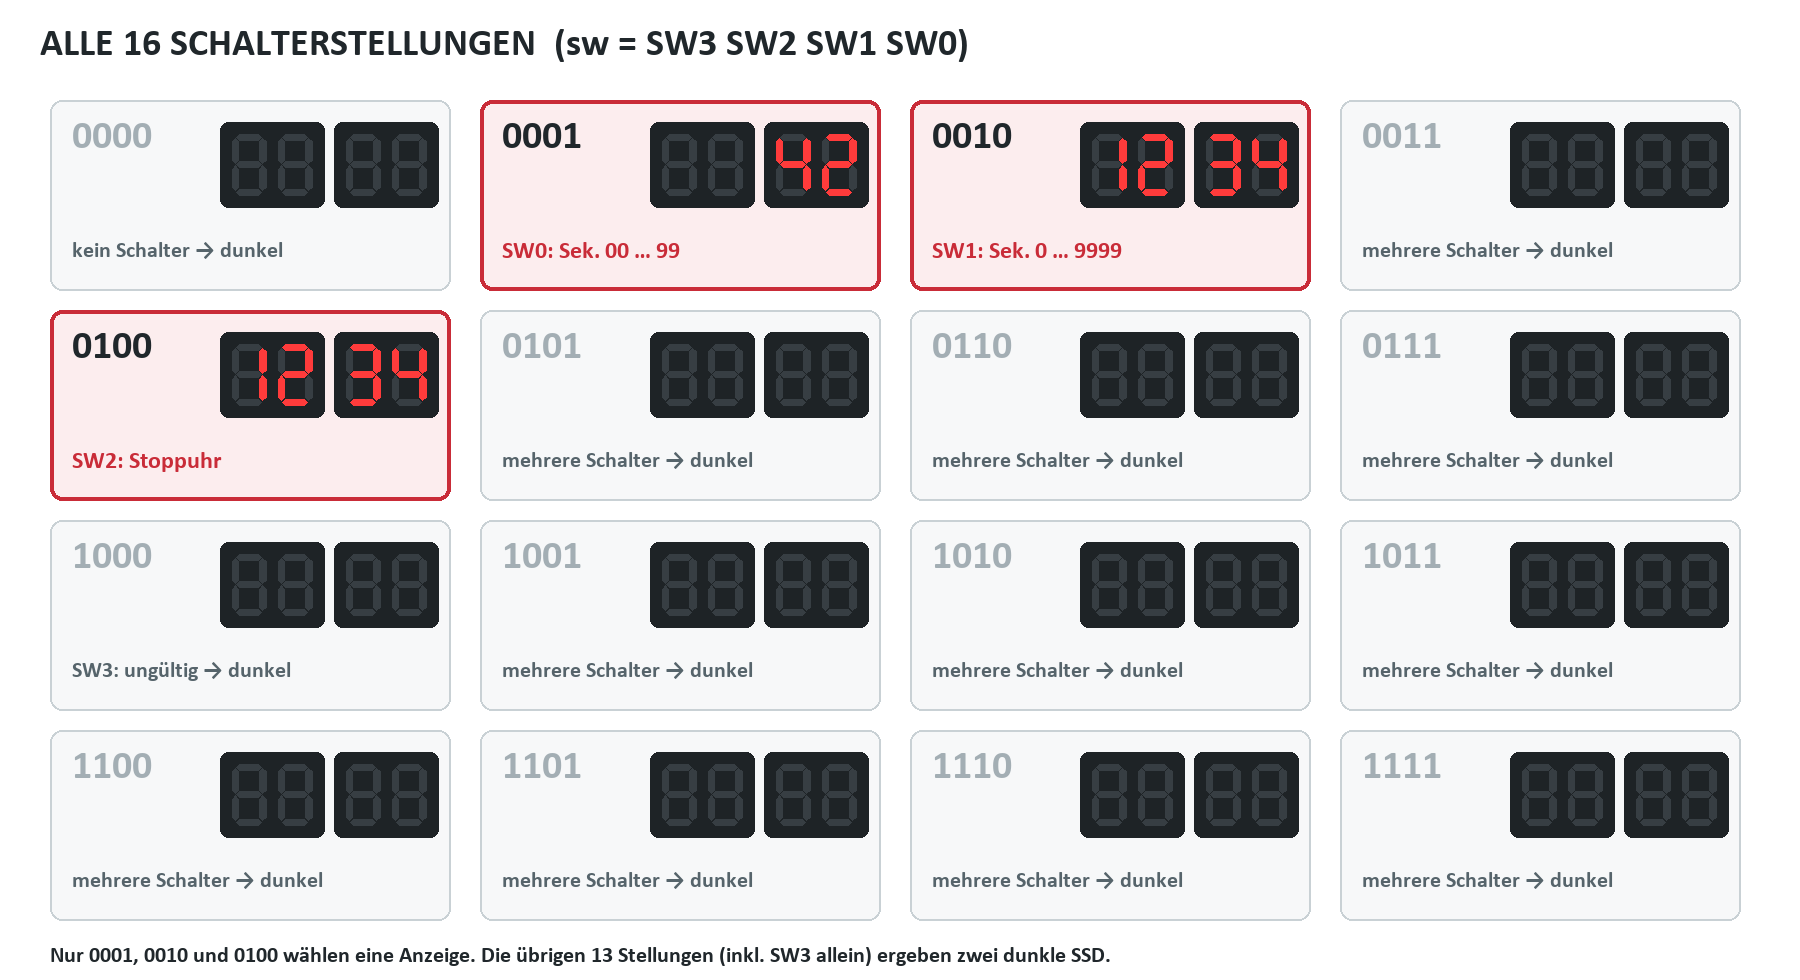 ALLE 16 SCHALTERSTELLUNGEN (sw = SW3 SW2 SW1 SW0)
0000
kein Schalter → dunkel
0001
42
SW0: Sek. 00 ... 99
0010
12 34
SW1: Sek. 0 ... 9999
0011
mehrere Schalter → dunkel
0100
12 34
SW2: Stoppuhr
0101
mehrere Schalter → dunkel
0110
mehrere Schalter → dunkel
0111
mehrere Schalter → dunkel
1000
SW3: ungültig → dunkel
1001
mehrere Schalter → dunkel
1010
mehrere Schalter → dunkel
1011
mehrere Schalter → dunkel
1100
mehrere Schalter → dunkel
1101
mehrere Schalter → dunkel
1110
mehrere Schalter → dunkel
1111
mehrere Schalter → dunkel
Nur 0001, 0010 und 0100 wählen eine Anzeige. Die übrigen 13 Stellungen (inkl. SW3 allein) ergeben zwei dunkle SSD.